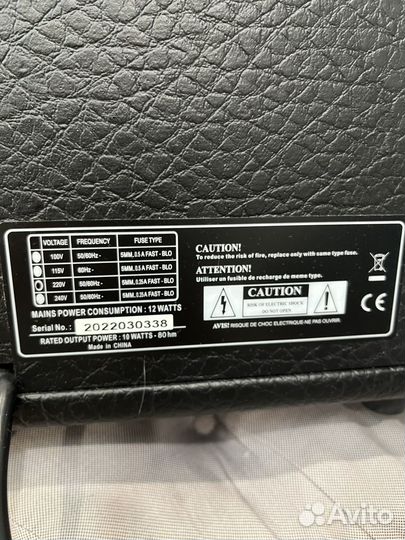 VOLTAGE FREQUENCY FUSE TYPE
100V 50/60Hz~ 5MM, 0.5 A FAST - BLO
115V 60Hz~ 5MM, 0.5 A FAST - BLO
220V 50/60Hz~ 5MM, 0.25A FAST - BLO
240V 50/60Hz~ 5MM, 0.25A FAST - BLO
MAINS POWER CONSUMPTION : 12 WATTS
Serial No. : 2022030338
RATED OUTPUT POWER : 10 WATTS - 8Ohm
Made in CHINA
CAUTION!
To reduce the risk of fire, replace only with same type fuse.
ATTENTION!
Utiliser un fusible de recharge de meme type.
CAUTION
RISK OF ELECTRIC SHOCK
DO NOT OPEN.
AVIS: RISQUE DE CHOC ELECTRIQUE-NE PAS OUVRIR.
CE
Avito